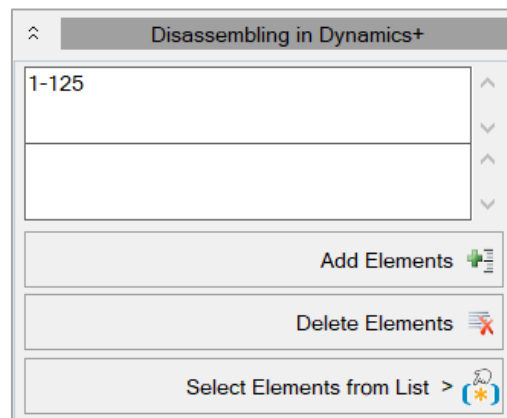 Disassembling in Dynamics+
1-125
Add Elements
Delete Elements
Select Elements from List >